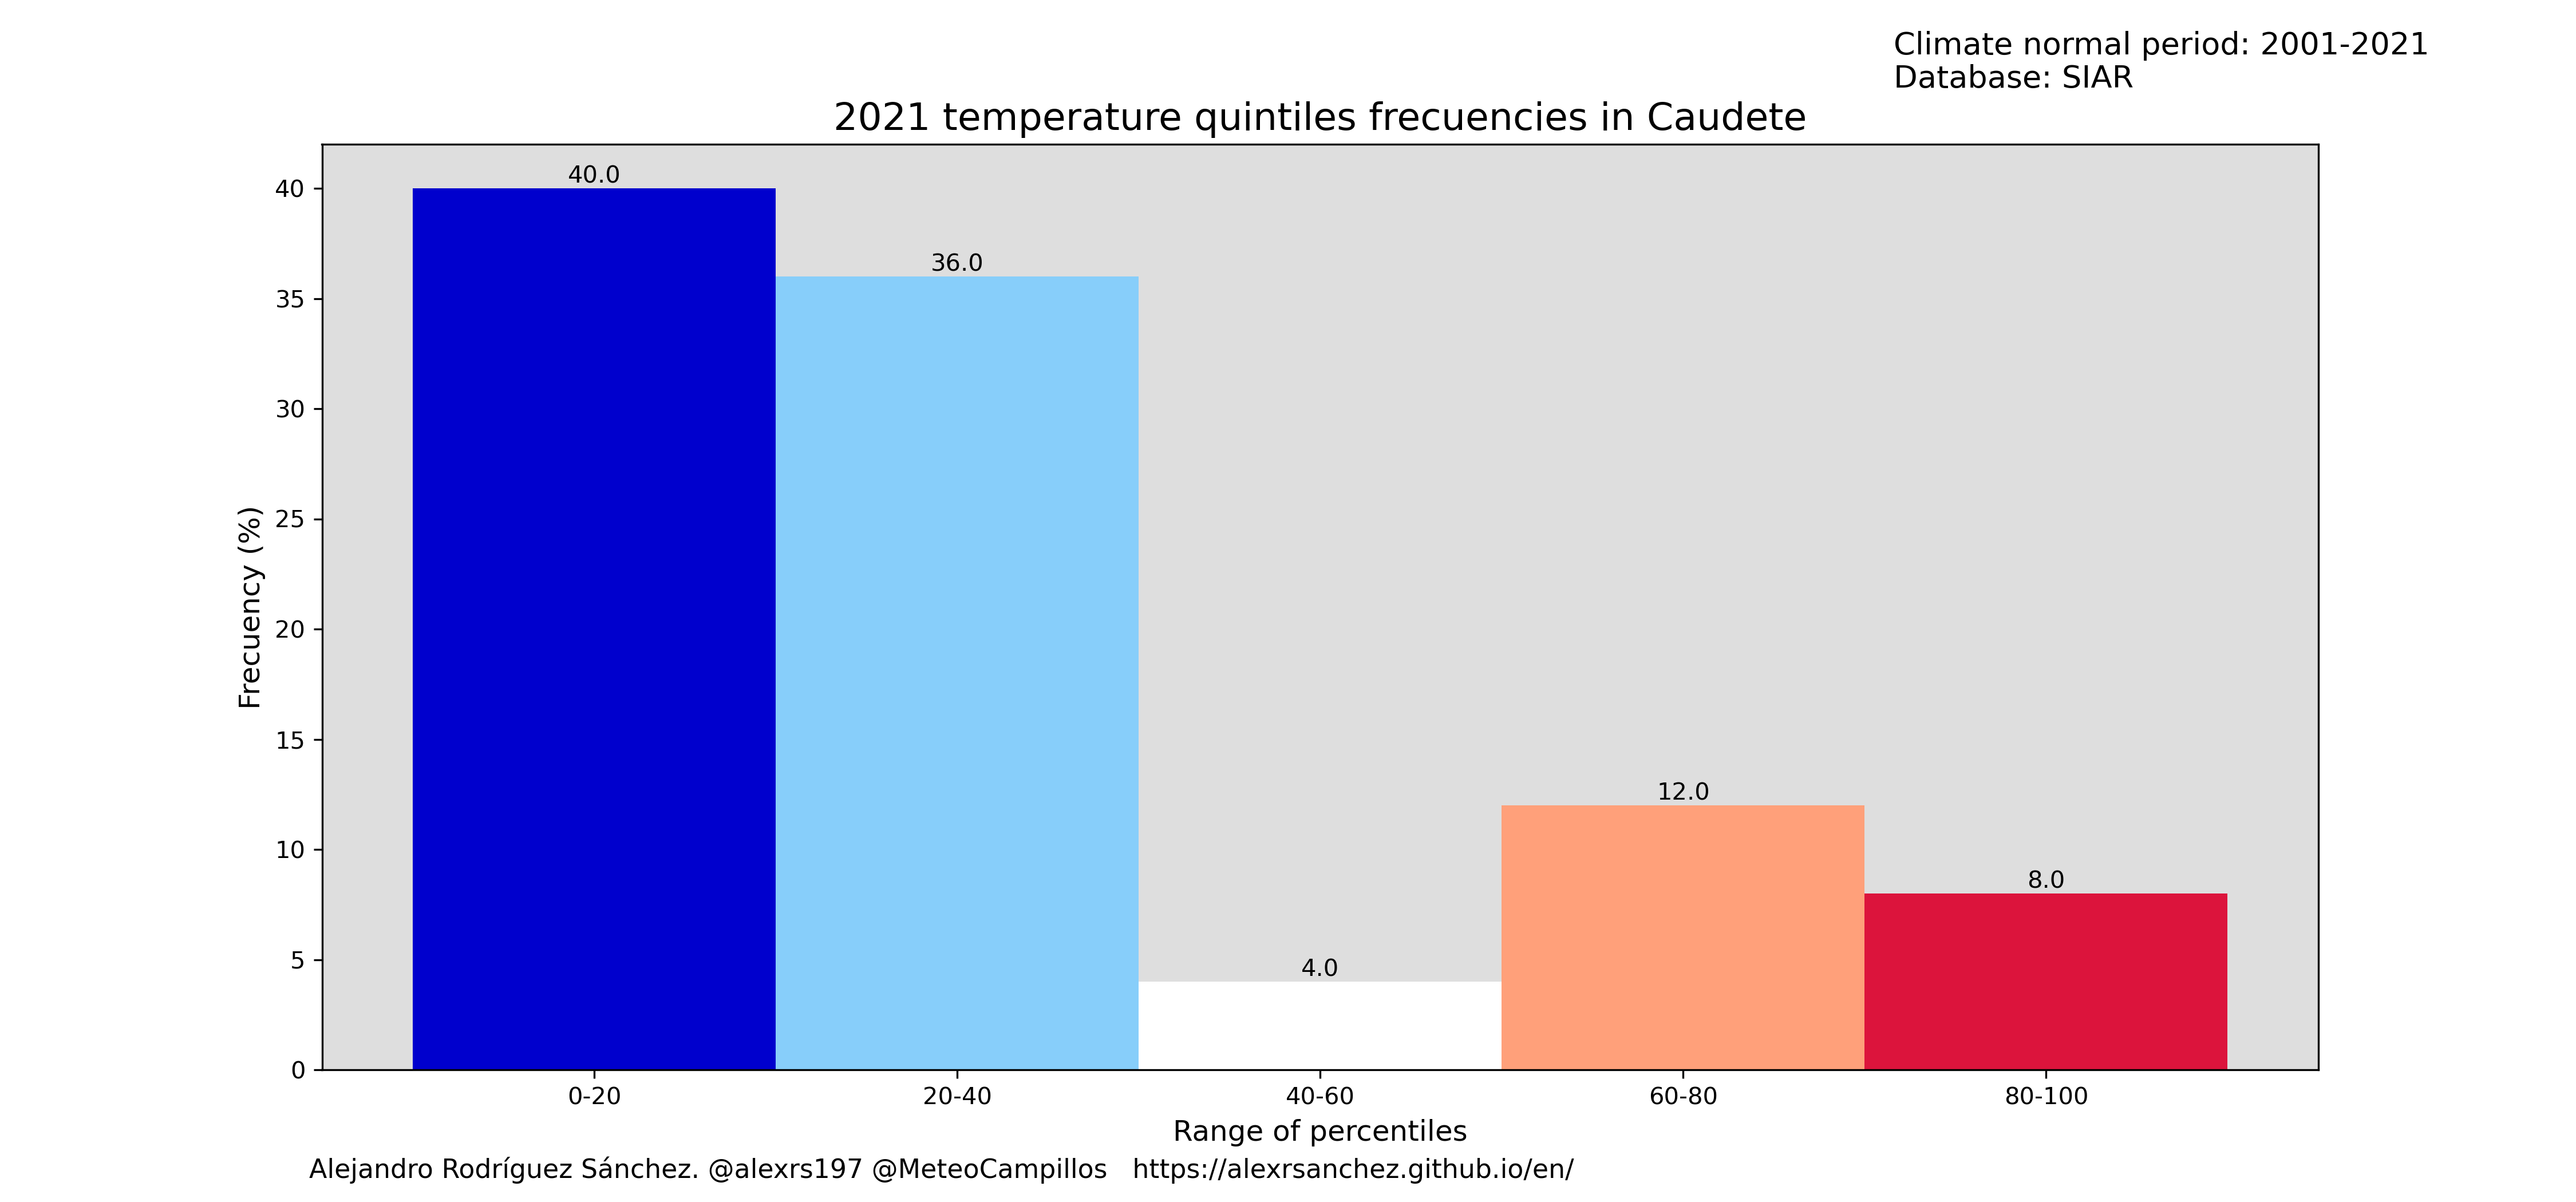 Climate normal period: 2001-2021
Database: SIAR
2021 temperature quintiles frecuencies in Caudete
40.0
36.0
4.0
12.0
8.0
40
35
30
25
20
15
10
5
0
Frecuency (%)
0-20 20-40 40-60 60-80 80-100
Range of percentiles
Alejandro Rodríguez Sánchez. @alexrs197 @MeteoCampillos https://alexrsanchez.github.io/en/